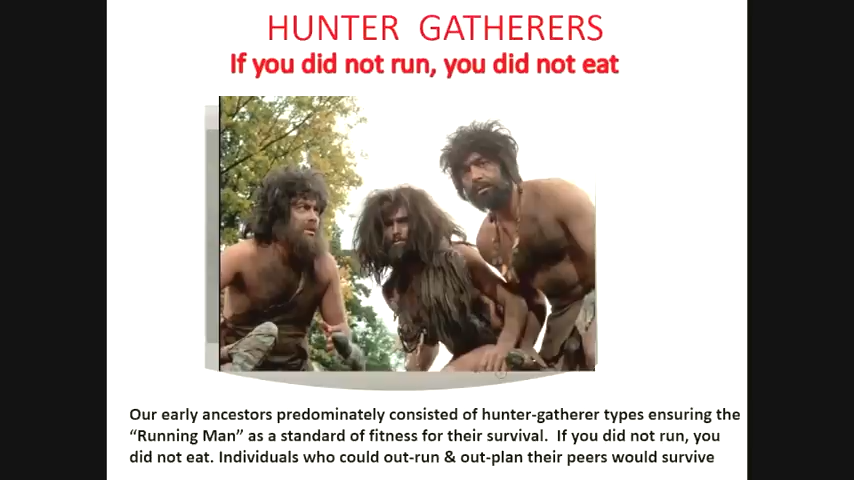 HUNTER GATHERERS
If you did not run, you did not eat
Our early ancestors predominately consisted of hunter-gatherer types ensuring the
“Running Man” as a standard of fitness for their survival. If you did not run, you
did not eat. Individuals who could out-run & out-plan their peers would survive